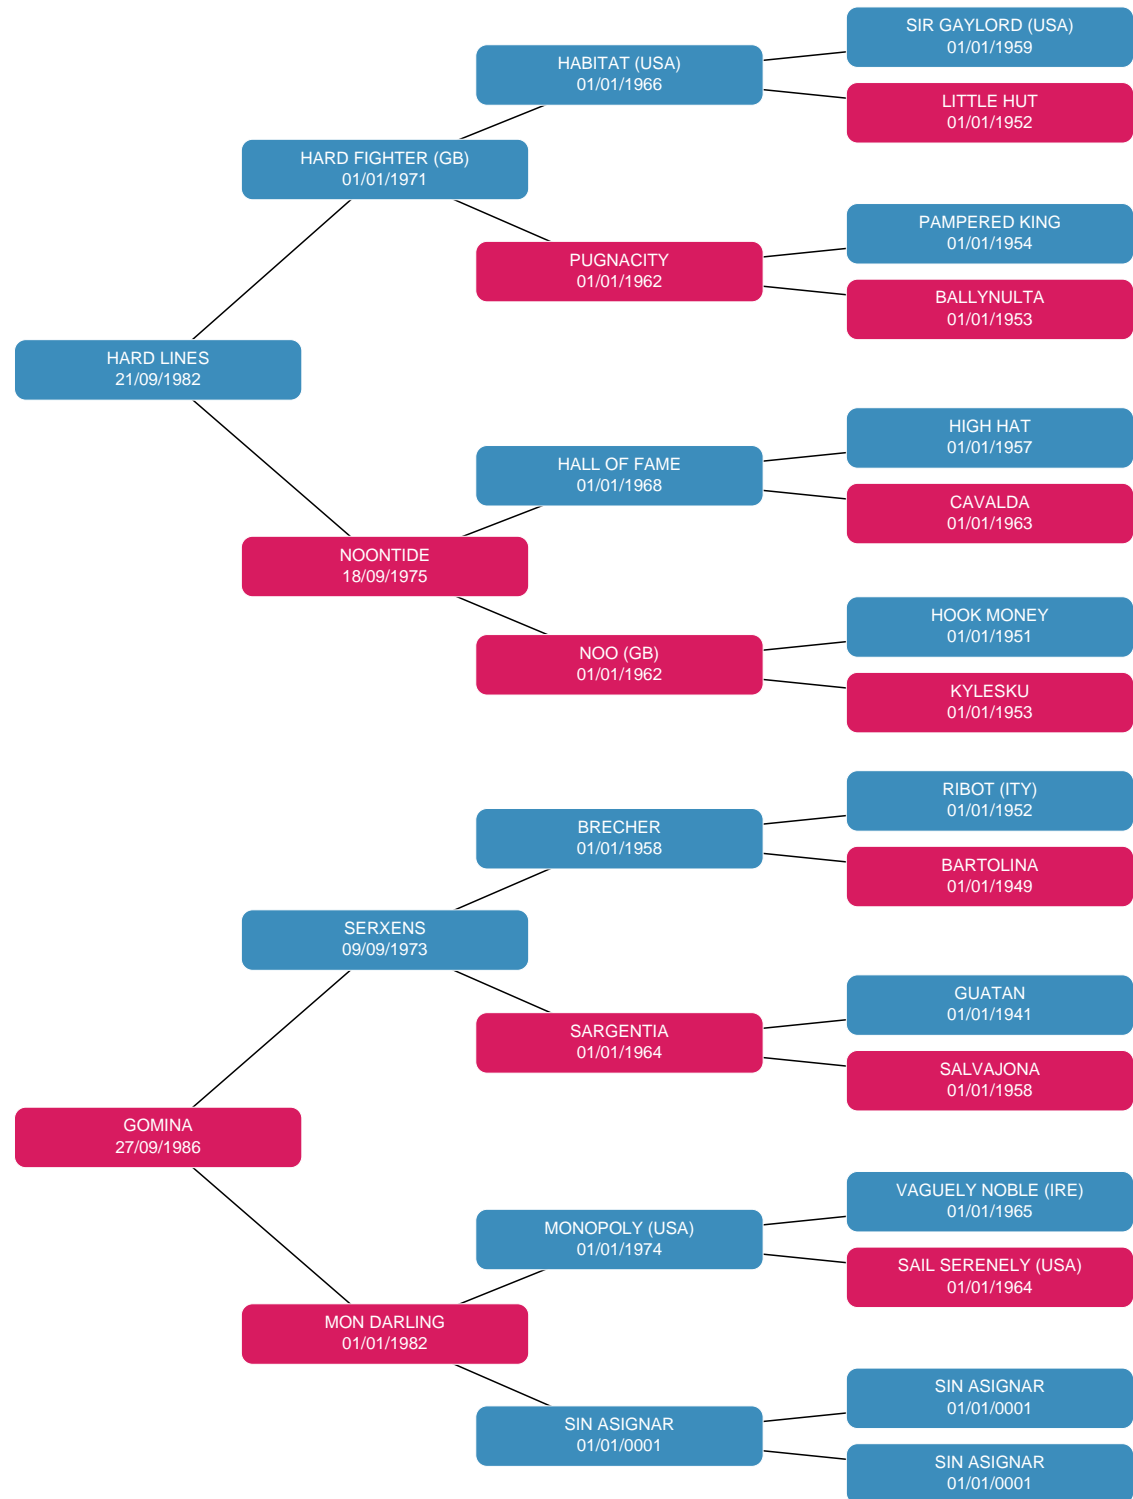 SIR GAYLORD (USA)
01/01/1959
HABITAT (USA)
01/01/1966
LITTLE HUT
01/01/1952
HARD FIGHTER (GB)
01/01/1971
PAMPERED KING
01/01/1954
PUGNACITY
01/01/1962
BALLYNULTA
01/01/1953
HARD LINES
21/09/1982
HIGH HAT
01/01/1957
HALL OF FAME
01/01/1968
CAVALDA
01/01/1963
NOONTIDE
18/09/1975
HOOK MONEY
01/01/1951
NOO (GB)
01/01/1962
KYLESKU
01/01/1953
RIBOT (ITY)
01/01/1952
BRECHER
01/01/1958
BARTOLINA
01/01/1949
SERXENS
09/09/1973
GUATAN
01/01/1941
SARGENTIA
01/01/1964
SALVAJONA
01/01/1958
GOMINA
27/09/1986
VAGUELY NOBLE (IRE)
01/01/1965
MONOPOLY (USA)
01/01/1974
SAIL SERENELY (USA)
01/01/1964
MON DARLING
01/01/1982
SIN ASIGNAR
01/01/0001
SIN ASIGNAR
01/01/0001
SIN ASIGNAR
01/01/0001